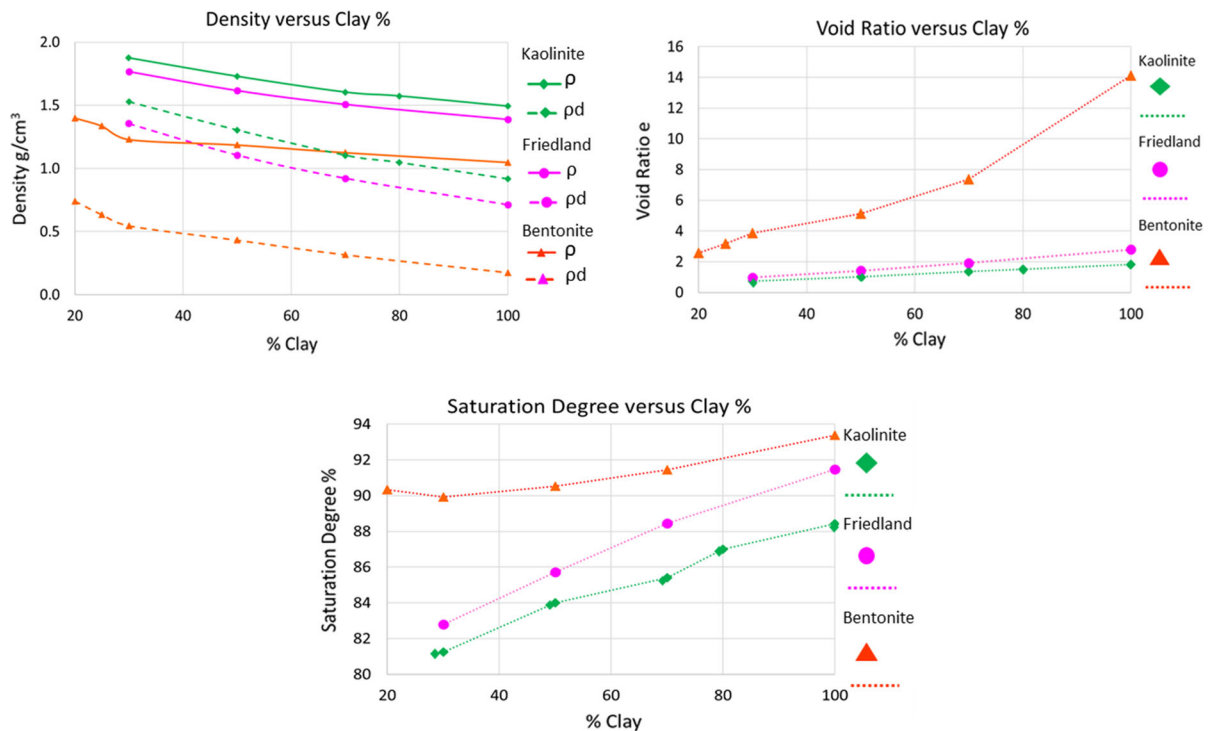 Density versus Clay %
2.0
1.5
1.0
0.5
0.0
20 40 60 80 100
Density g/cm³
% Clay
Kaolinite
ρ
ρd
Friedland
ρ
ρd
Bentonite
ρ
ρd
Void Ratio versus Clay %
16
14
12
10
8
6
4
2
0
20 40 60 80 100
Void Ratio e
% Clay
Kaolinite
Friedland
Bentonite
Saturation Degree versus Clay %
94
92
90
88
86
84
82
80
20 40 60 80 100
Saturation Degree %
% Clay
Kaolinite
Friedland
Bentonite